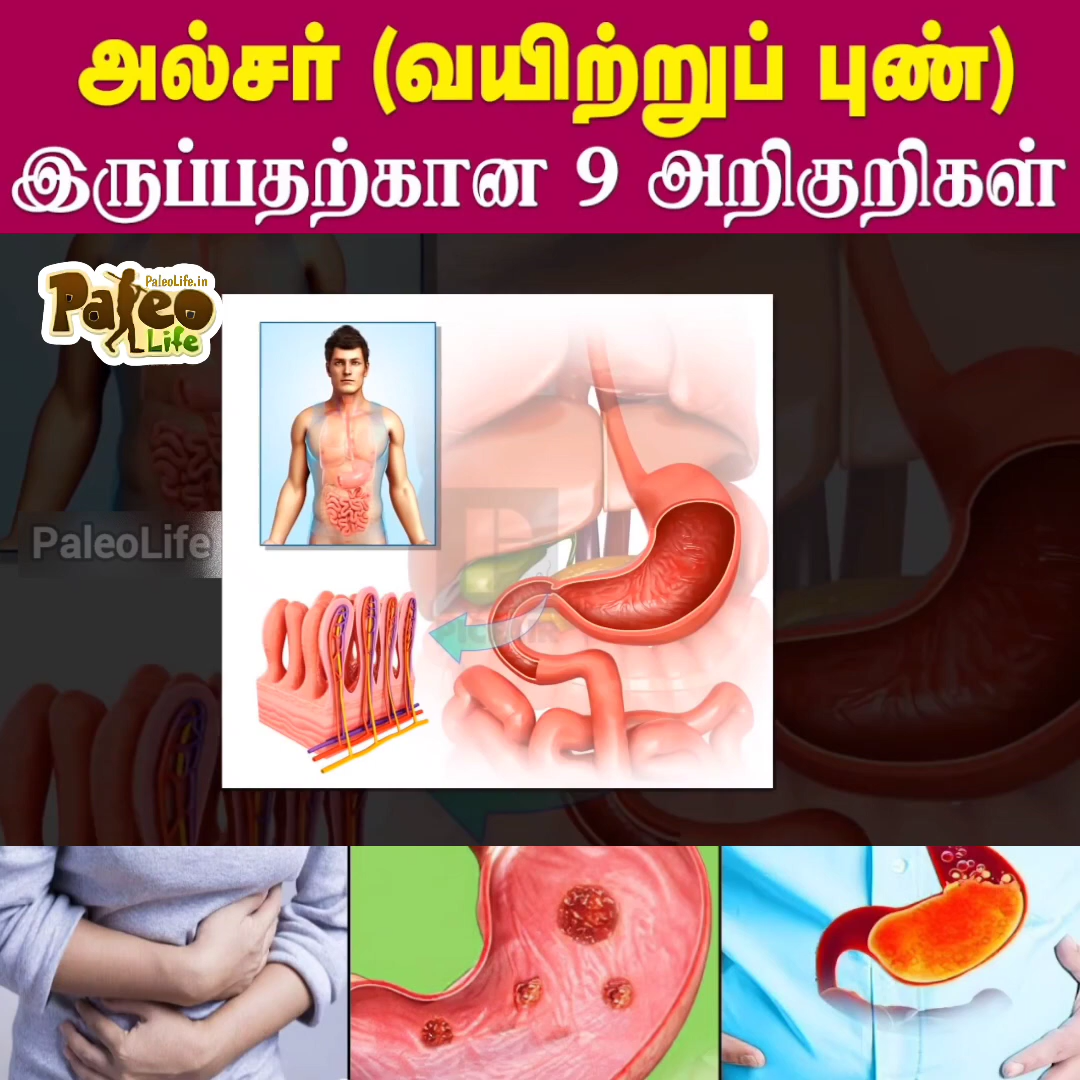 அல்சர் (வயிற்றுப் புண்)
இருப்பதற்கான 9 அறிகுறிகள்
PaleoLife.in
Paleo
Life
PaleoLife